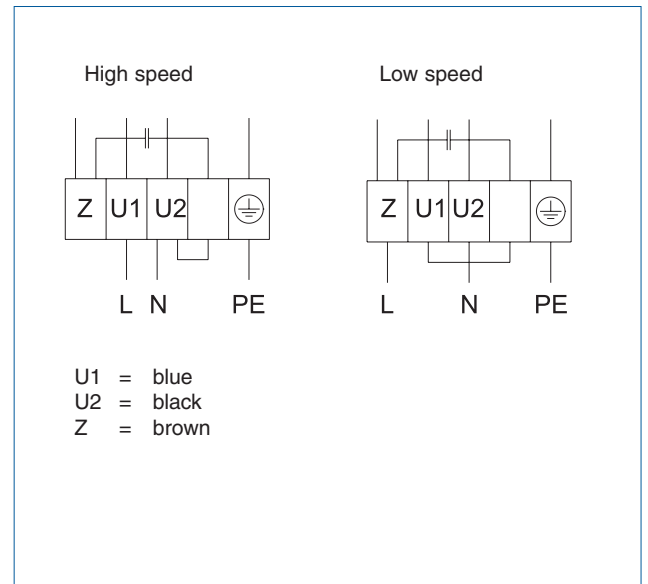 High speed Low speed
Z U1 U2 Z U1 U2
L N PE L N PE
U1 = blue
U2 = black
Z = brown